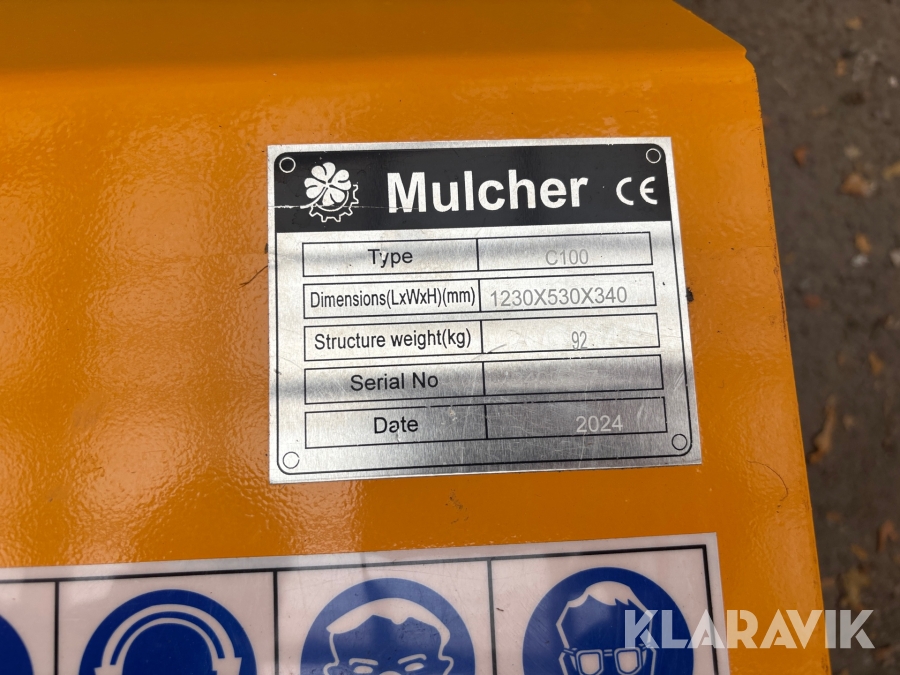 Mulcher CE
Type C100
Dimensions(LxWxH)(mm) 1230X530X340
Structure weight(kg) 92
Serial No
Date 2024
KLARAVIK